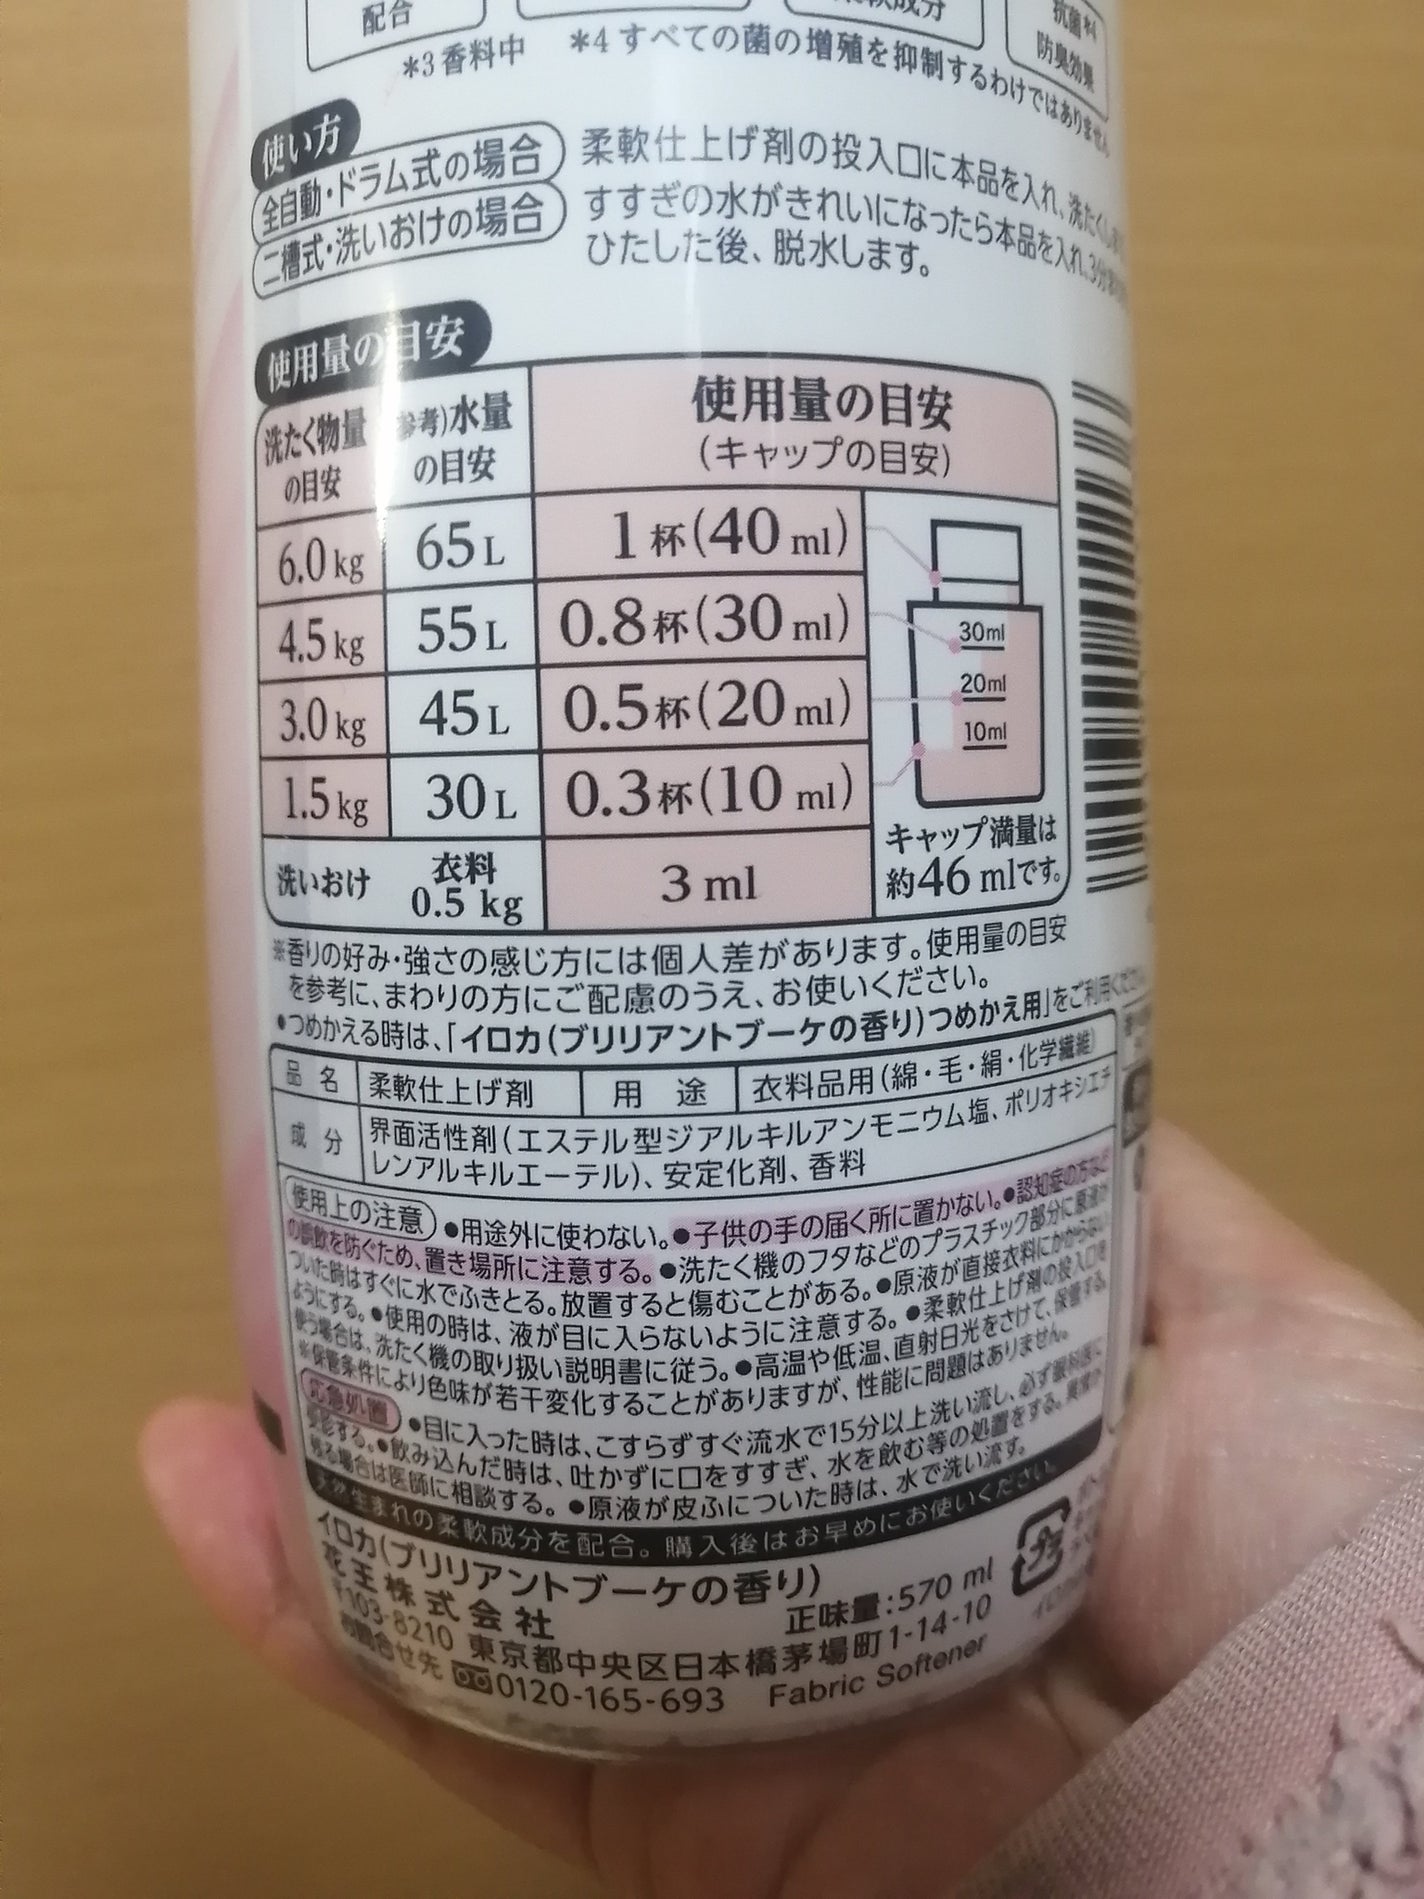 配合
柔軟成分
抗菌*4
防臭効果
*3 香料中 *4 すべての菌の増殖を抑制するわけではありません
使い方
全自動・ドラム式の場合 柔軟仕上げ剤の投入口に本品を入れ、洗たくします
二槽式・洗いおけの場合 すすぎの水がきれいになったら本品を入れ、3分
ひたした後、脱水します。
使用量の目安
洗たく物量の目安 (参考)水量の目安 使用量の目安(キャップの目安)
6.0 kg 65 L 1杯(40 ml)
4.5 kg 55 L 0.8杯(30 ml)
3.0 kg 45 L 0.5杯(20 ml)
1.5 kg 30 L 0.3杯(10 ml)
洗いおけ 衣料 0.5 kg 3 ml
30ml
20ml
10ml
キャップ満量は
約46 mlです。
※香りの好み・強さの感じ方には個人差があります。使用量の目安
を参考に、まわりの方にご配慮のうえ、お使いください。
●つめかえる時は、「イロカ(ブリリアントブーケの香り)つめかえ用」をご利用ください
品名 柔軟仕上げ剤 用途 衣料品用(綿・毛・絹・化学繊維)
成分 界面活性剤(エステル型ジアルキルアンモニウム塩、ポリオキシエチ
レンアルキルエーテル)、安定化剤、香料
使用上の注意 ●用途外に使わない。●子供の手の届く所に置かない。●認知症の方など
の誤飲を防ぐため、置き場所に注意する。●洗たく機のフタなどのプラスチック部分に原液が
ついた時はすぐに水でふきとる。放置すると傷むことがある。●原液が直接衣料にかからない
ようにする。●使用の時は、液が目に入らないように注意する。●柔軟仕上げ剤の投入口を
使う場合は、洗たく機の取り扱い説明書に従う。●高温や低温、直射日光をさけて、保管する。
※保管条件により色味が若干変化することがありますが、性能に問題はありません。
応急処置 ●目に入った時は、こすらずすぐ流水で15分以上洗い流し、必ず眼科医に
受診する。●飲み込んだ時は、吐かずに口をすすぎ、水を飲む等の処置をする。異常が
残る場合は医師に相談する。●原液が皮ふについた時は、水で洗い流す。
天然生まれの柔軟成分を配合。購入後はお早めにお使いください。
イロカ(ブリリアントブーケの香り)
花王株式会社 正味量:570 ml
〒103-8210 東京都中央区日本橋茅場町1-14-10
お問合せ先 0120-165-693 Fabric Softener
プラ